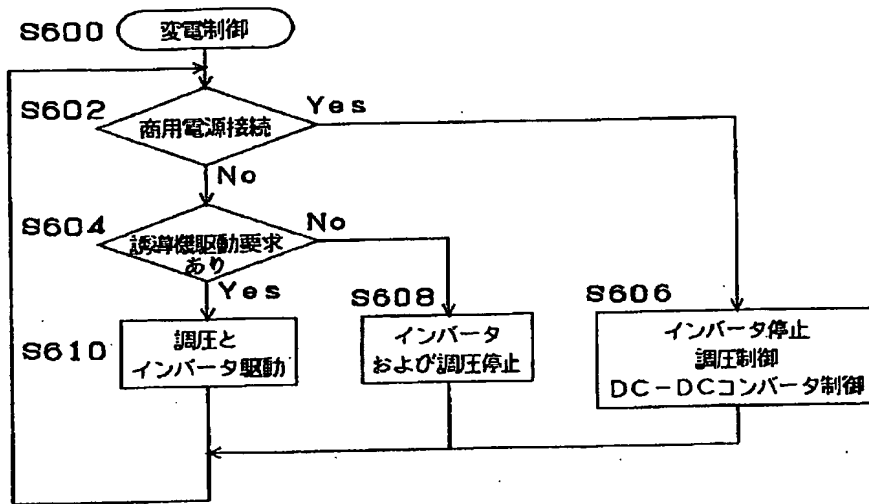 S600
変電制御
S602
商用電源接続
Yes
No
S604
誘導機駆動要求
あり
No
Yes
S610
調圧と
インバータ駆動
S608
インバータ
および調圧停止
S606
インバータ停止
調圧制御
DC-DCコンバータ制御